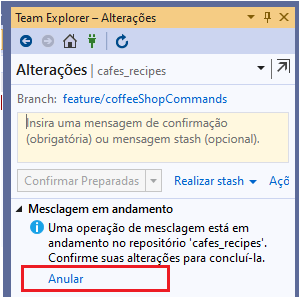 Team Explorer – Alterações
Alterações | cafes_recipes
Branch: feature/coffeeShopCommands
Insira uma mensagem de confirmação
(obrigatória) ou mensagem stash (opcional).
Confirmar Preparadas Realizar stash Açõ
Mesclagem em andamento
Uma operação de mesclagem está em
andamento no repositório 'cafes_recipes'.
Confirme suas alterações para concluí-la.
Anular